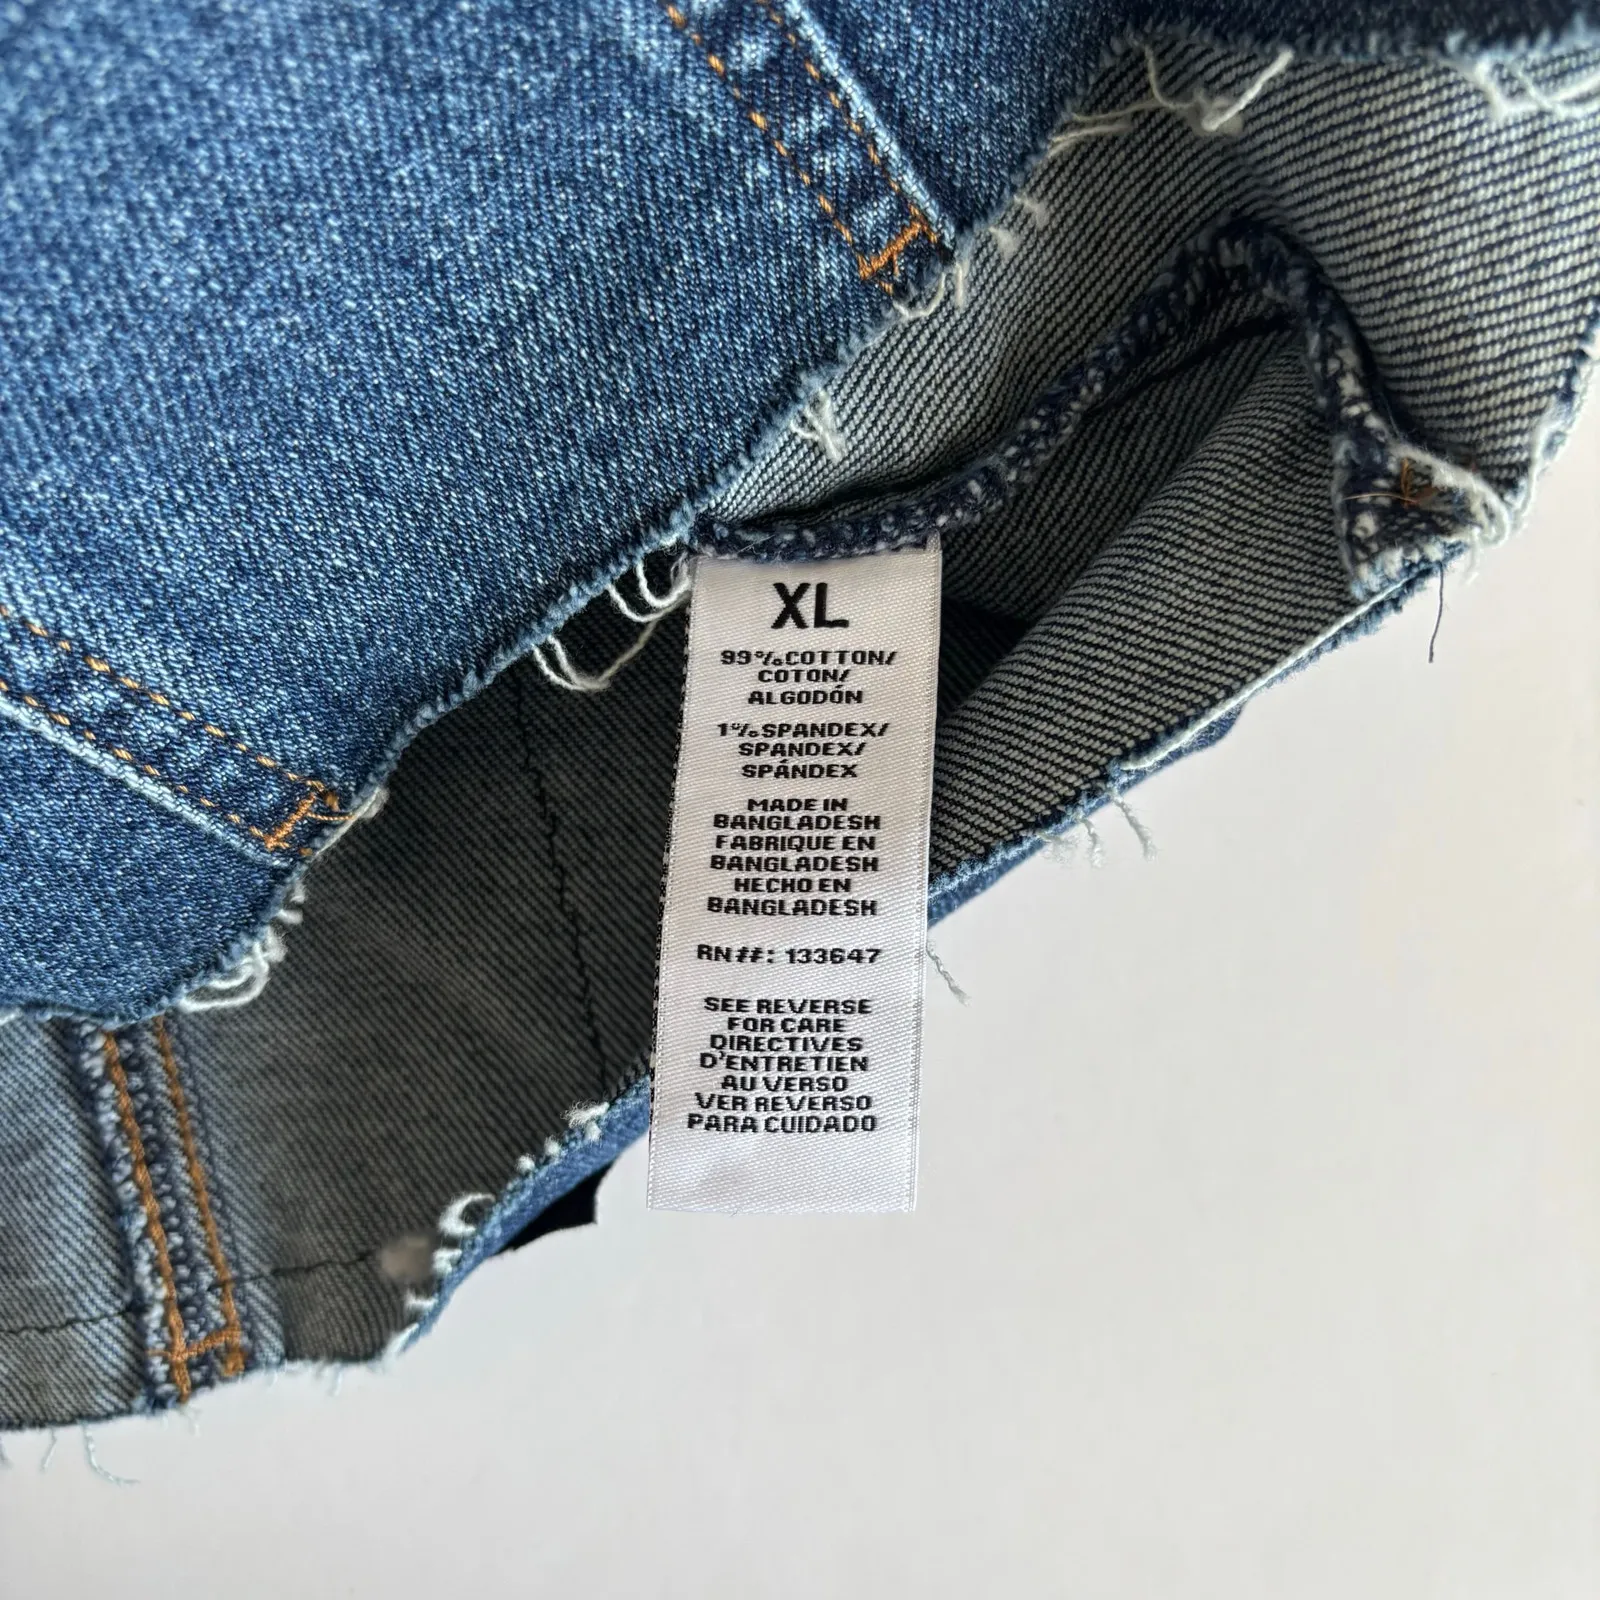 XL
99% COTTON/
COTON/
ALGODÓN
1% SPANDEX/
SPANDEX/
SPÁNDEX
MADE IN
BANGLADESH
FABRIQUE EN
BANGLADESH
HECHO EN
BANGLADESH
RN##: 133647
SEE REVERSE
FOR CARE
DIRECTIVES
D'ENTRETIEN
AU VERSO
VER REVERSO
PARA CUIDADO